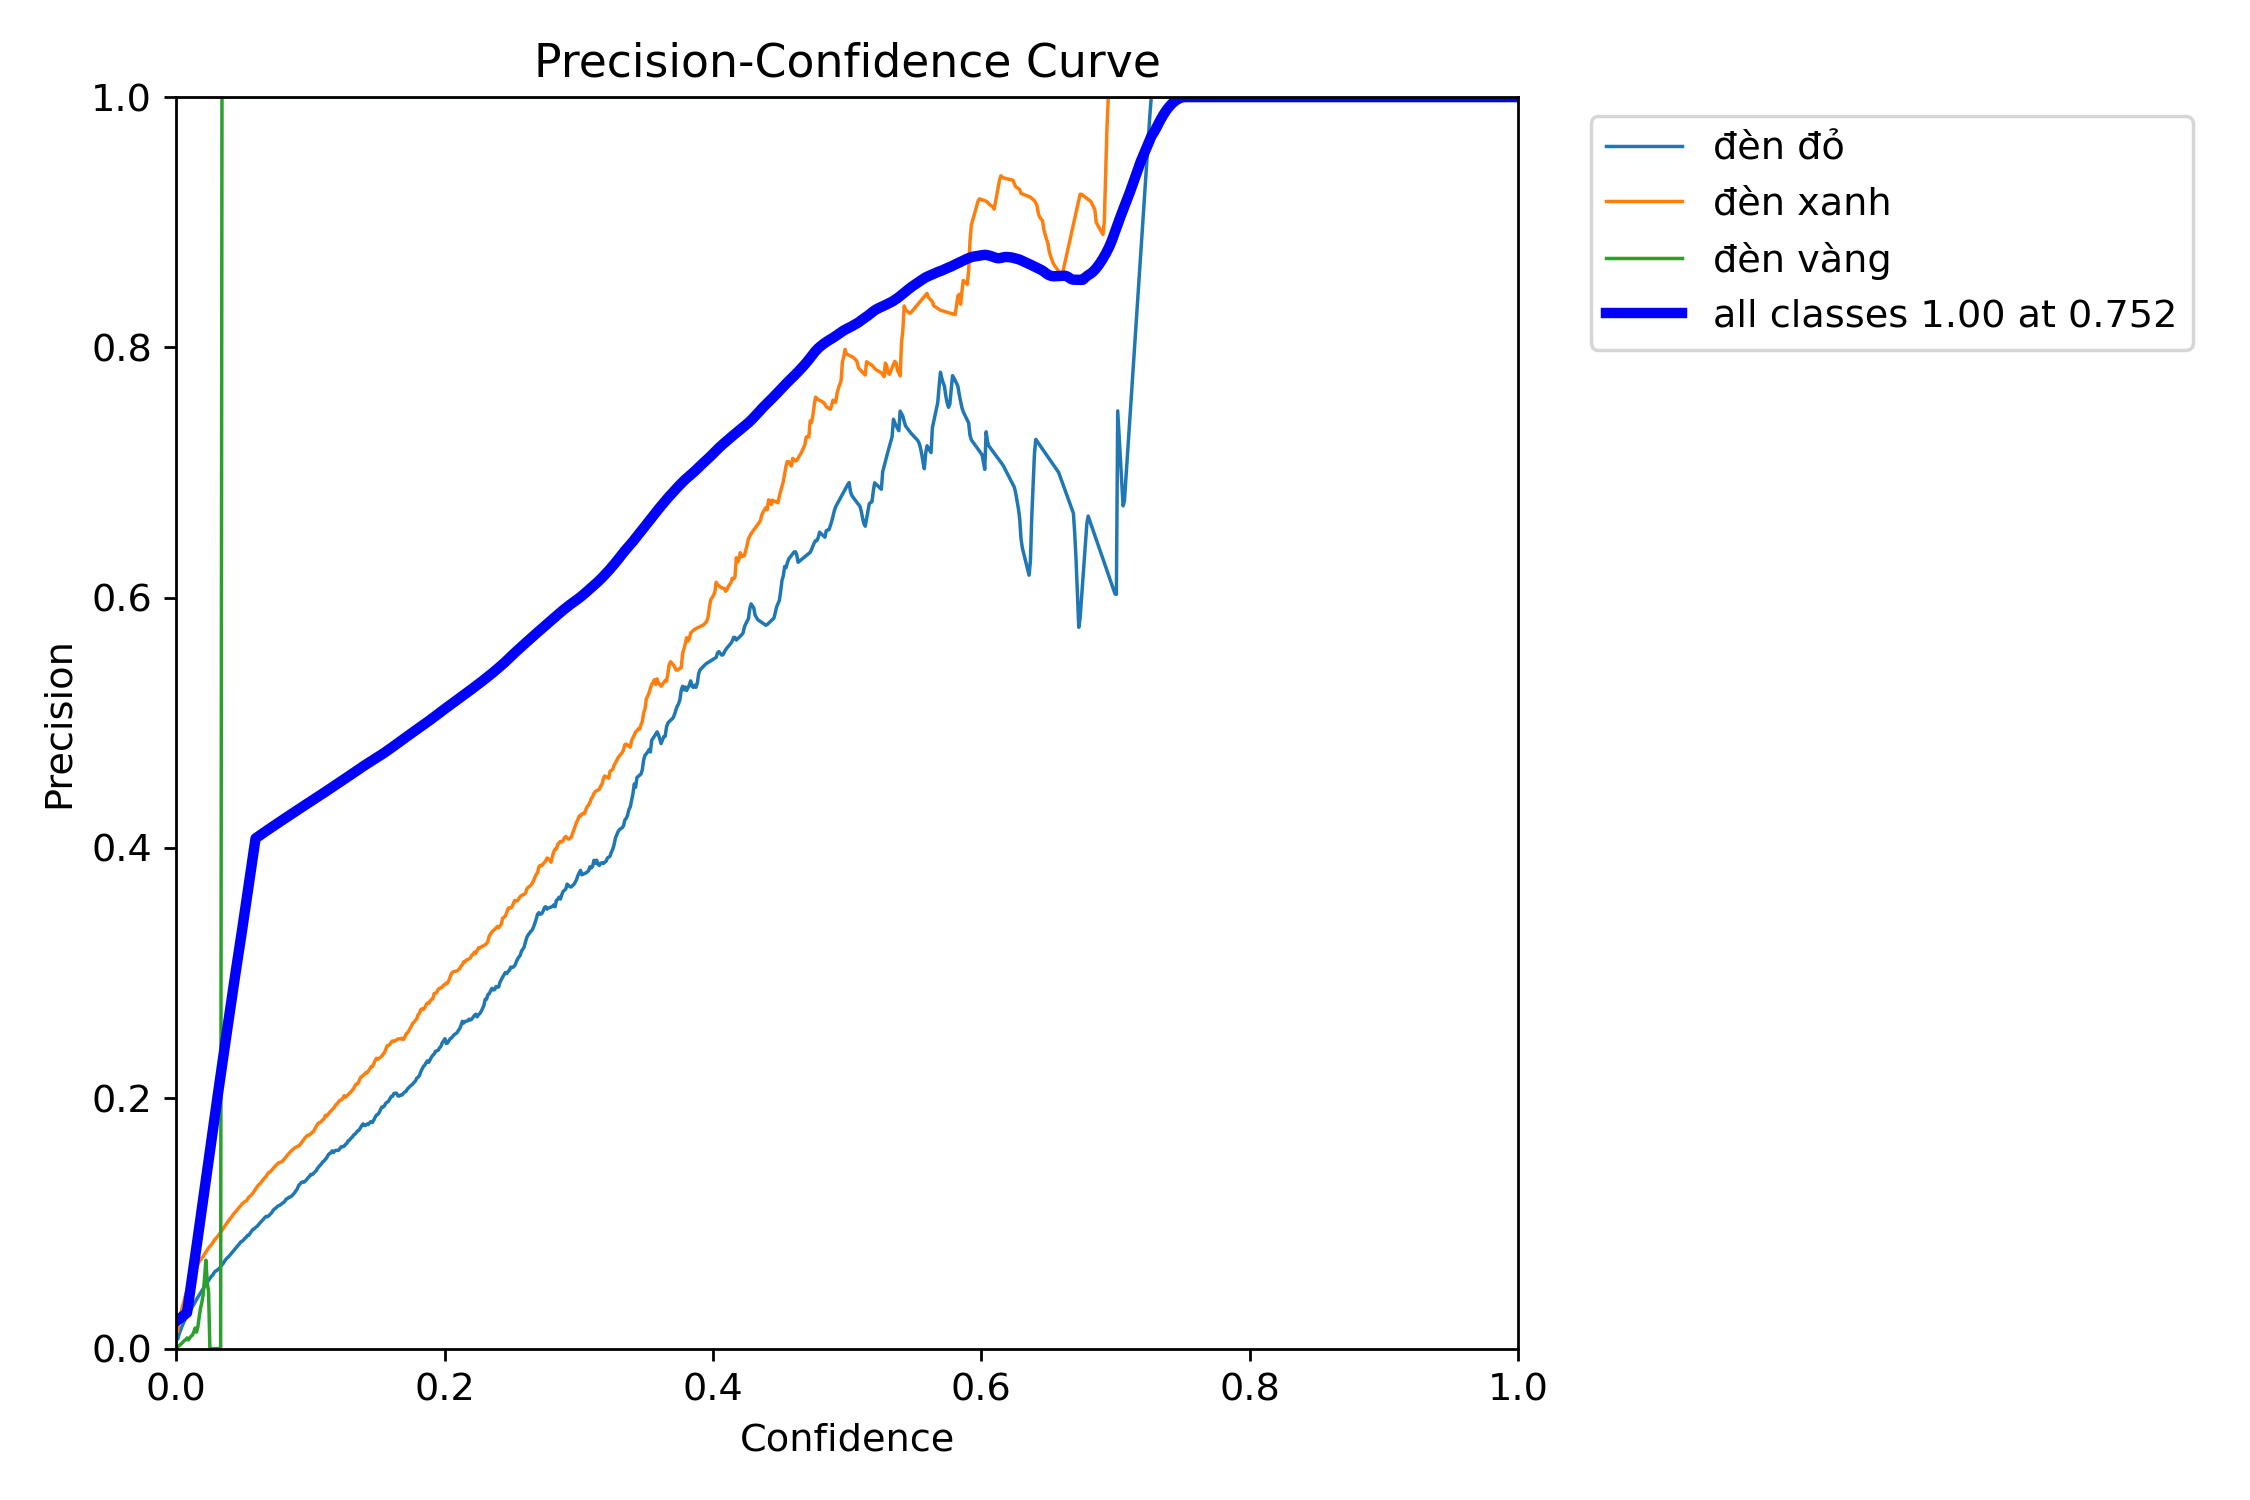 Precision-Confidence Curve
1.0
0.8
0.6
0.4
0.2
0.0
Precision
0.0 0.2 0.4 0.6 0.8 1.0
Confidence
đèn đỏ
đèn xanh
đèn vàng
all classes 1.00 at 0.752